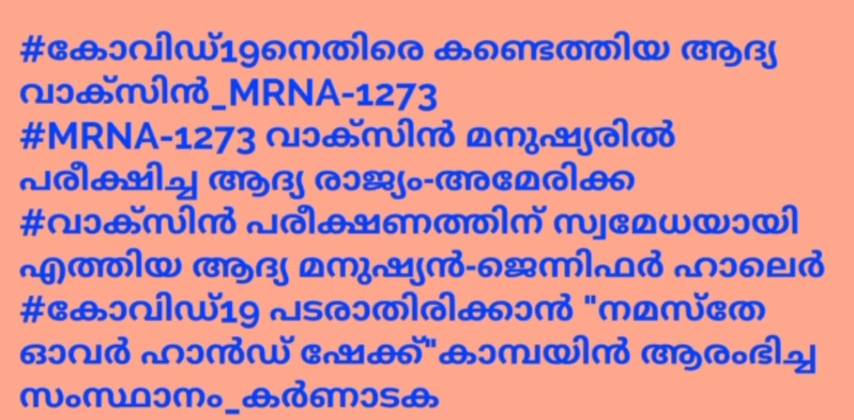 #കോവിഡ്19നെതിരെ കണ്ടെത്തിയ ആദ്യ
വാക്സിൻ_MRNA-1273
#MRNA-1273 വാക്സിൻ മനുഷ്യരിൽ
പരീക്ഷിച്ച ആദ്യ രാജ്യം-അമേരിക്ക
#വാക്സിൻ പരീക്ഷണത്തിന് സ്വമേധയായി
എത്തിയ ആദ്യ മനുഷ്യൻ-ജെന്നിഫർ ഹാലെർ
#കോവിഡ്19 പടരാതിരിക്കാൻ "നമസ്തേ
ഓവർ ഹാൻഡ് ഷേക്ക്"കാമ്പയിൻ ആരംഭിച്ച
സംസ്ഥാനം_കർണാടക